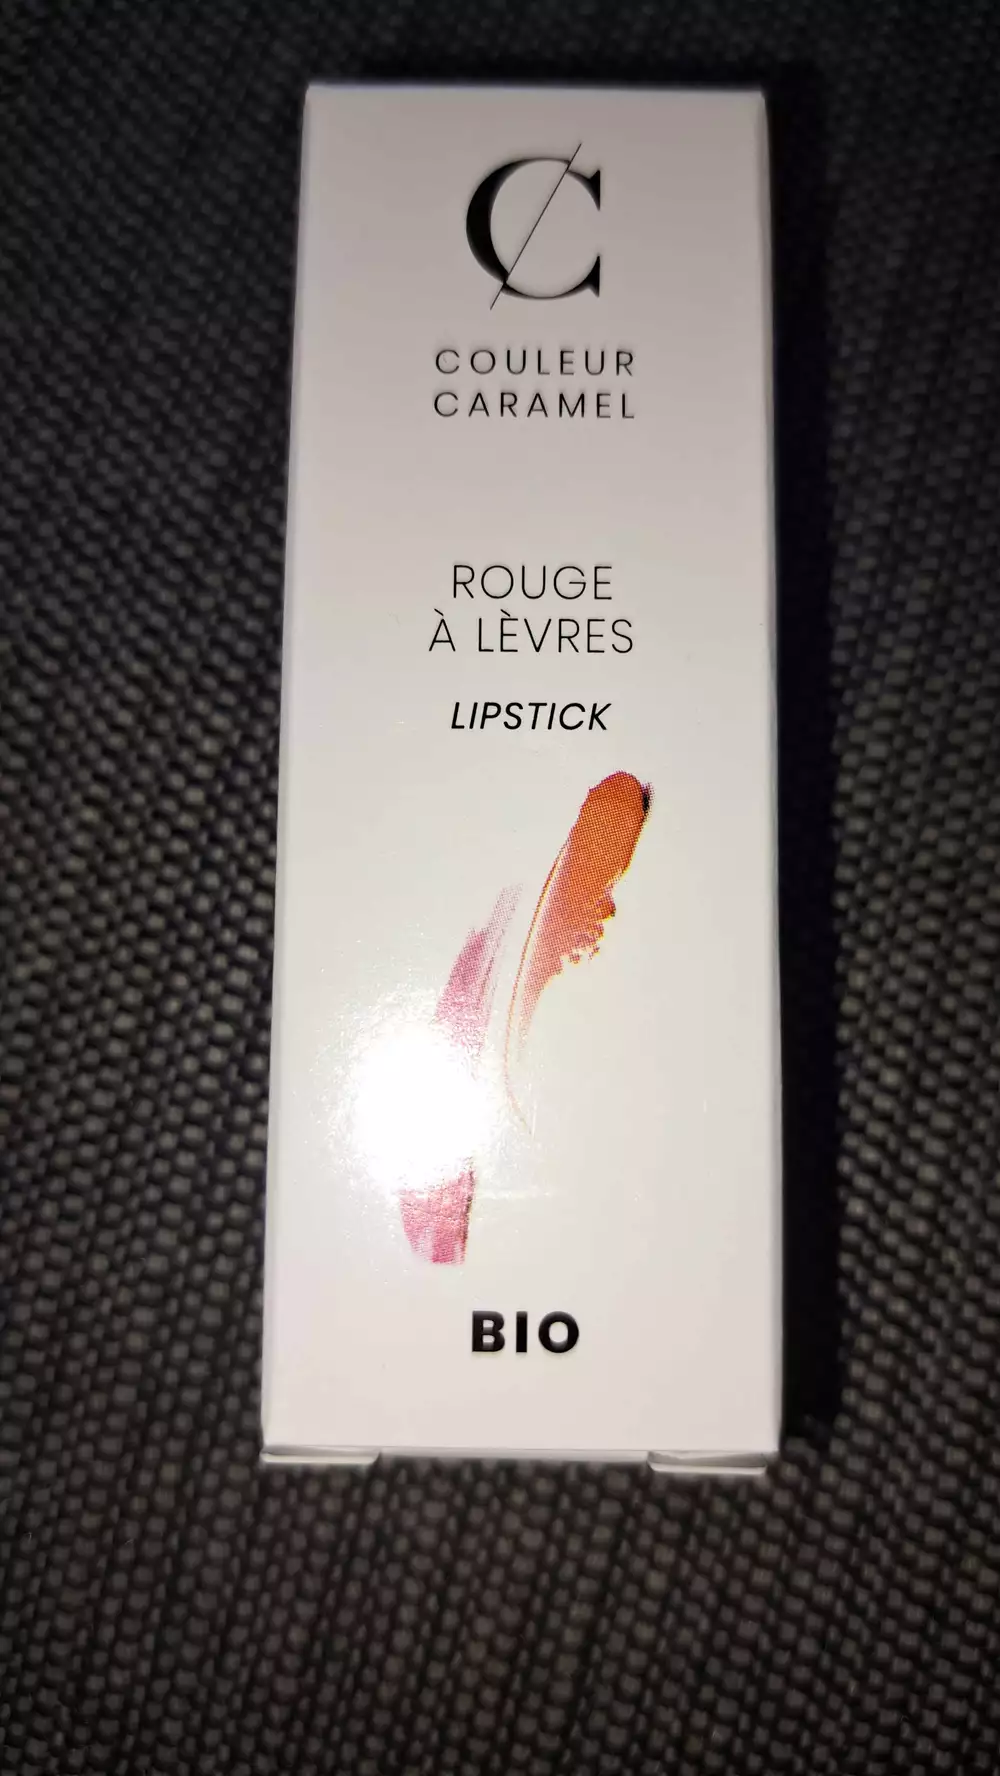 C
COULEUR
CARAMEL
ROUGE
À LÈVRES
LIPSTICK
BIO